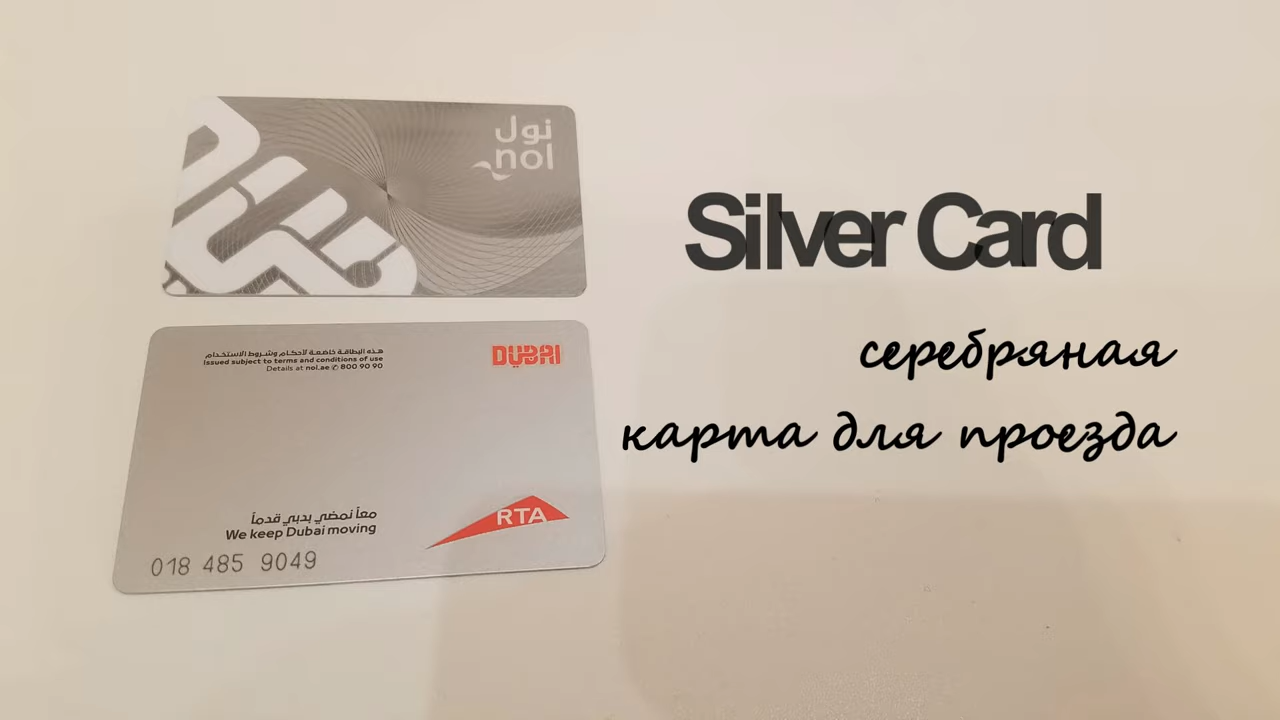 نول
nol
هذه البطاقة خاضعة لأحكام وشروط الاستخدام
Issued subject to terms and conditions of use
Details at nol.ae ✆ 800 90 90
DUBAI
معاً نمضي بدبي قدماً
We keep Dubai moving
RTA
018 485 9049
Silver Card
серебряная
карта для проезда